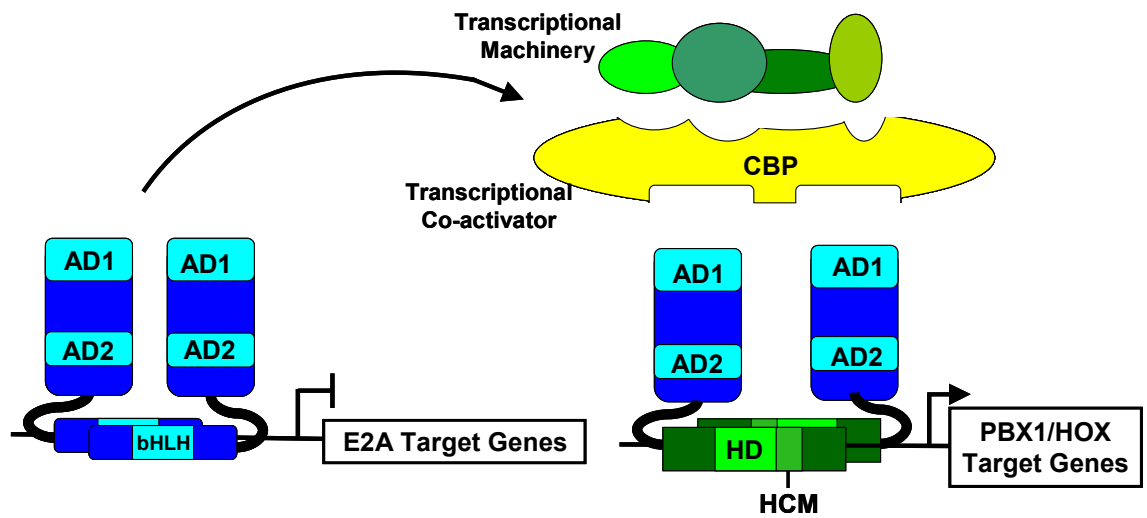 Transcriptional
Machinery
CBP
Transcriptional
Co-activator
AD1
AD1
AD2
AD2
bHLH
E2A Target Genes
AD1
AD1
AD2
AD2
HD
HCM
PBX1/HOX
Target Genes